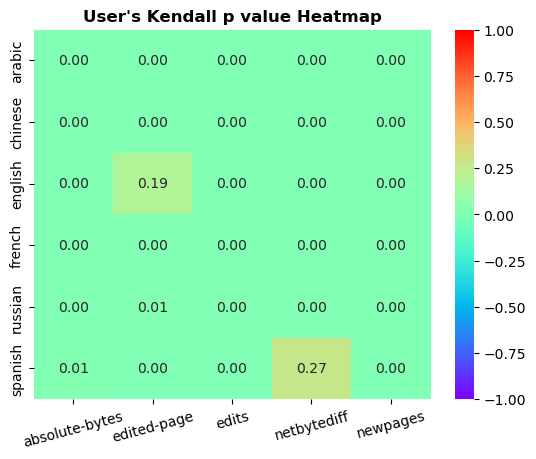 User's Kendall p value Heatmap
arabic 0.00 0.00 0.00 0.00 0.00
chinese 0.00 0.00 0.00 0.00 0.00
english 0.00 0.19 0.00 0.00 0.00
french 0.00 0.00 0.00 0.00 0.00
russian 0.00 0.01 0.00 0.00 0.00
spanish 0.01 0.00 0.00 0.27 0.00
absolute-bytes edited-page edits netbytediff newpages
1.00
0.75
0.50
0.25
0.00
−0.25
−0.50
−0.75
−1.00